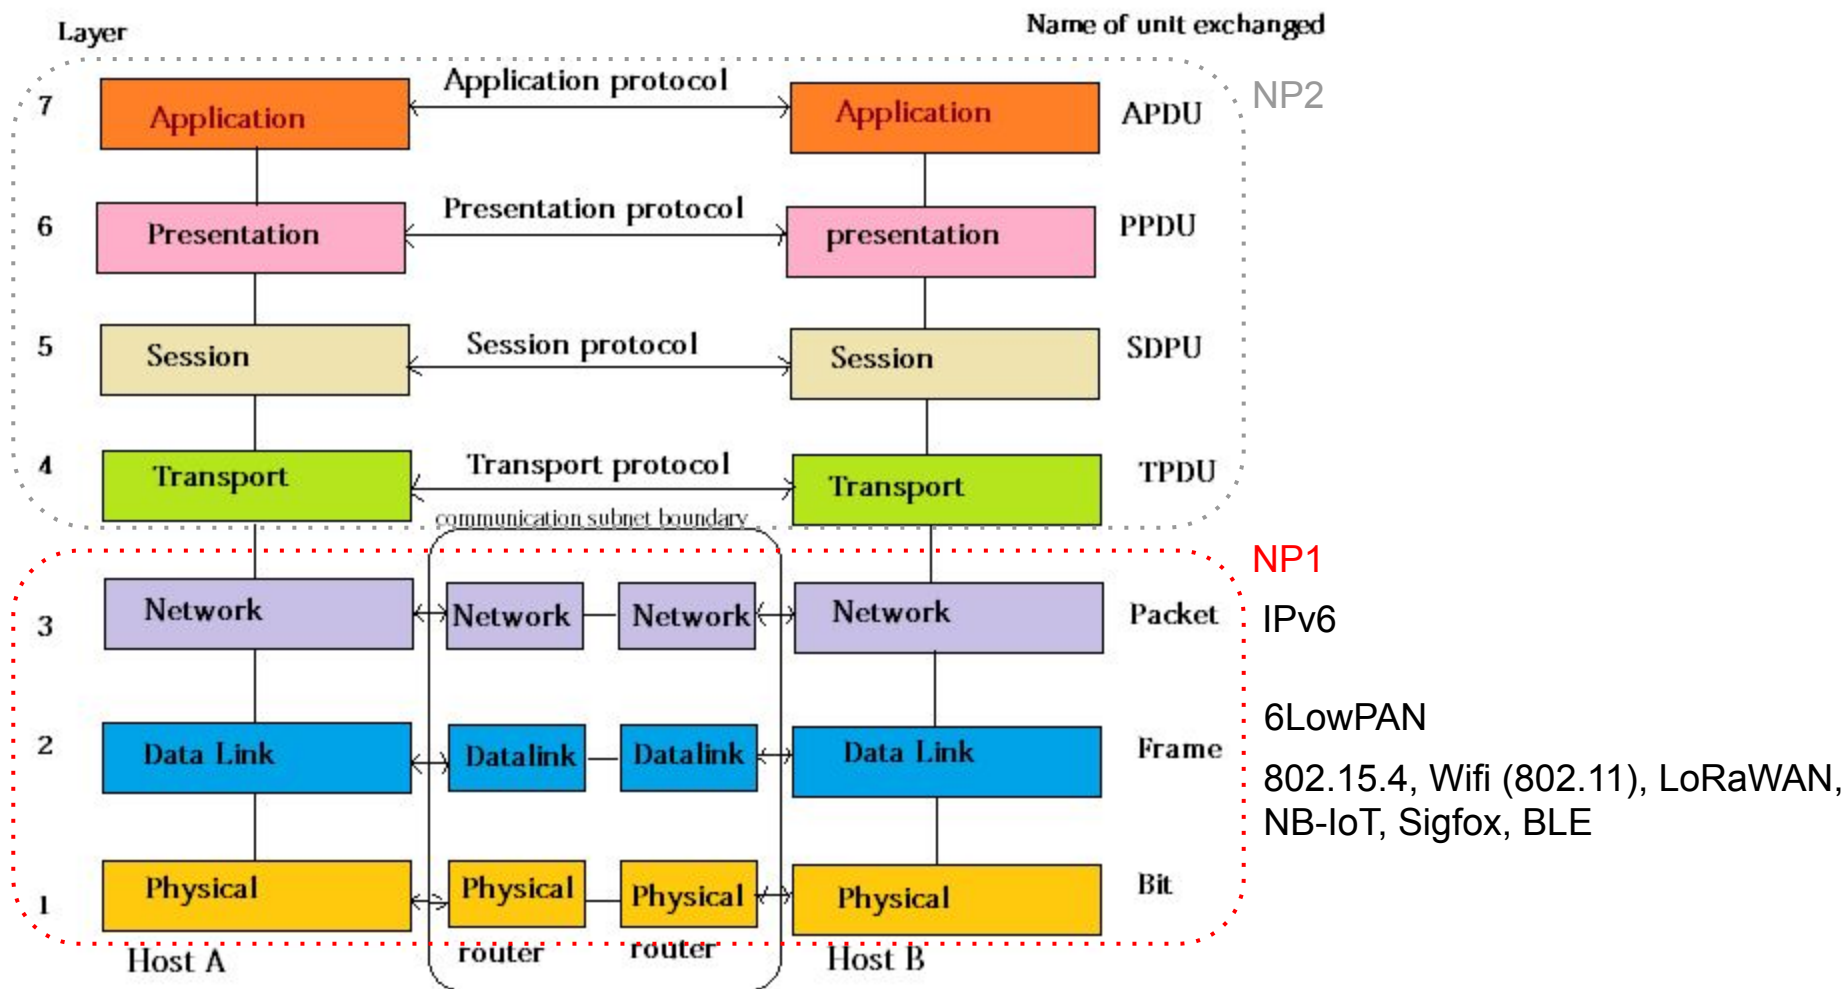 Layer
Name of unit exchanged
NP2
7
Application
Application protocol
Application
APDU
6
Presentation
Presentation protocol
presentation
PPDU
5
Session
Session protocol
Session
SDPU
4
Transport
Transport protocol
Transport
TPDU
communication subnet boundary
NP1
3
Network
Network
Network
Network
Packet
IPv6
6LowPAN
2
Data Link
Datalink
Datalink
Data Link
Frame
802.15.4, Wifi (802.11), LoRaWAN,
NB-IoT, Sigfox, BLE
1
Physical
Physical
Physical
Physical
Bit
Host A
router
router
Host B